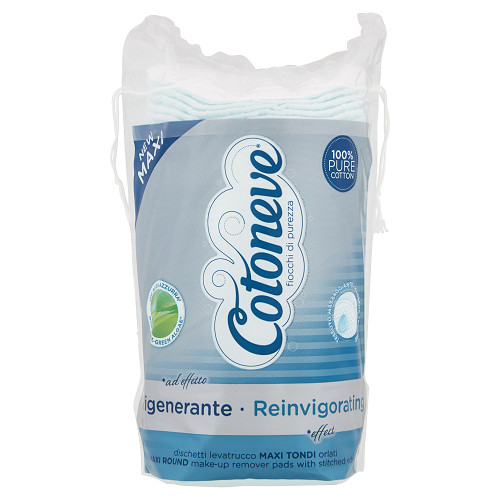 NEW
MAXI
100%
PURE
COTTON
Cotoneve®
fiocchi di purezza
AZZURRA®
GREEN ALGAE®
*ad effetto
igenerante · Reinvigorating
*effect
dischetti levatrucco MAXI TONDI orlati
MAXI ROUND make-up remover pads with stitched